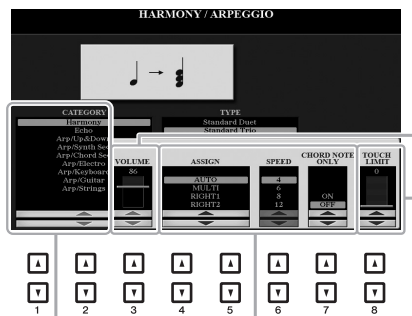 HARMONY / ARPEGGIO
CATEGORY
Harmony
Echo
Arp/Up&Down
Arp/Synth Se
Arp/Chord Se
Arp/Electro
Arp/Keyboard
Arp/Guitar
Arp/Strings
TYPE
Standard Duet
Standard Trio
VOLUME
86
ASSIGN
AUTO
MULTI
RIGHT1
RIGHT2
SPEED
4
6
8
12
CHORD NOTE
ONLY
ON
OFF
TOUCH
LIMIT
0
1 2 3 4 5 6 7 8